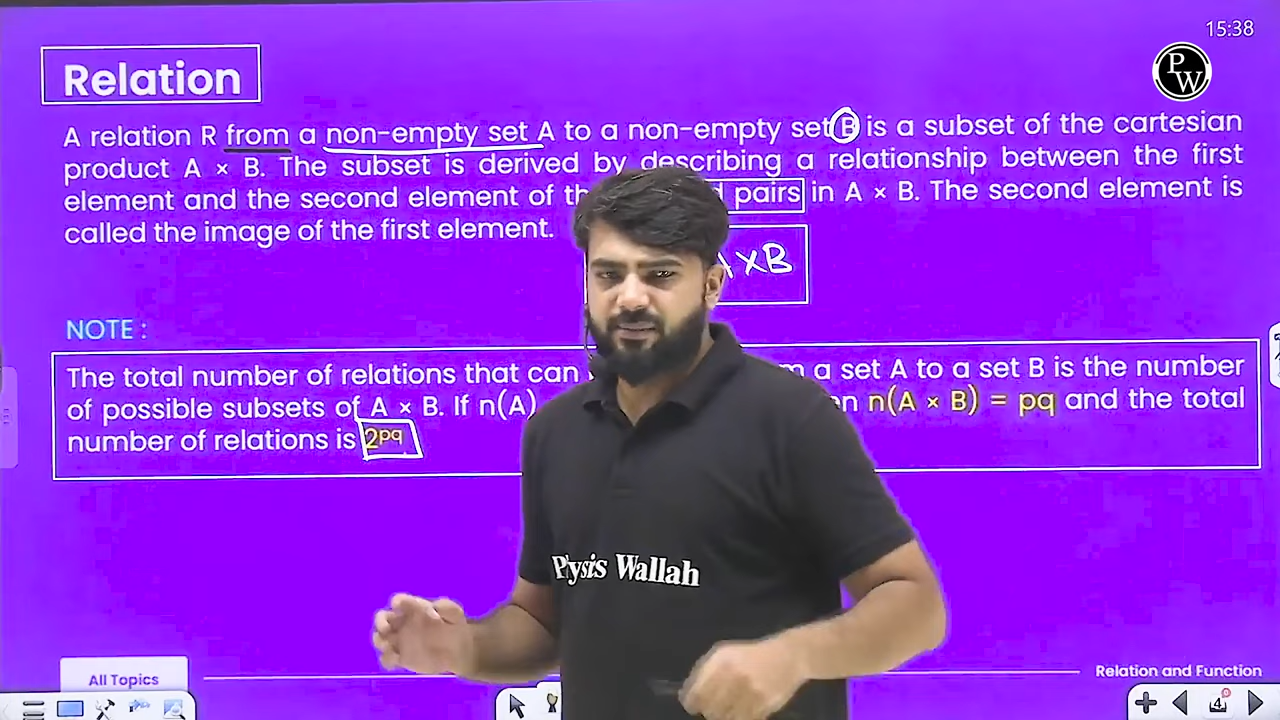 15:38
P
W
Relation
A relation R from a non-empty set A to a non-empty set B is a subset of the cartesian
product A × B. The subset is derived by describing a relationship between the first
element and the second element of pairs in A × B. The second element is
called the image of the first element.
×B
NOTE :
The total number of relations that can a set A to a set B is the number
of possible subsets of A × B. If n(A) n(A × B) = pq and the total
number of relations is 2pq
Physis Wallah
All Topics
Relation and Function
4